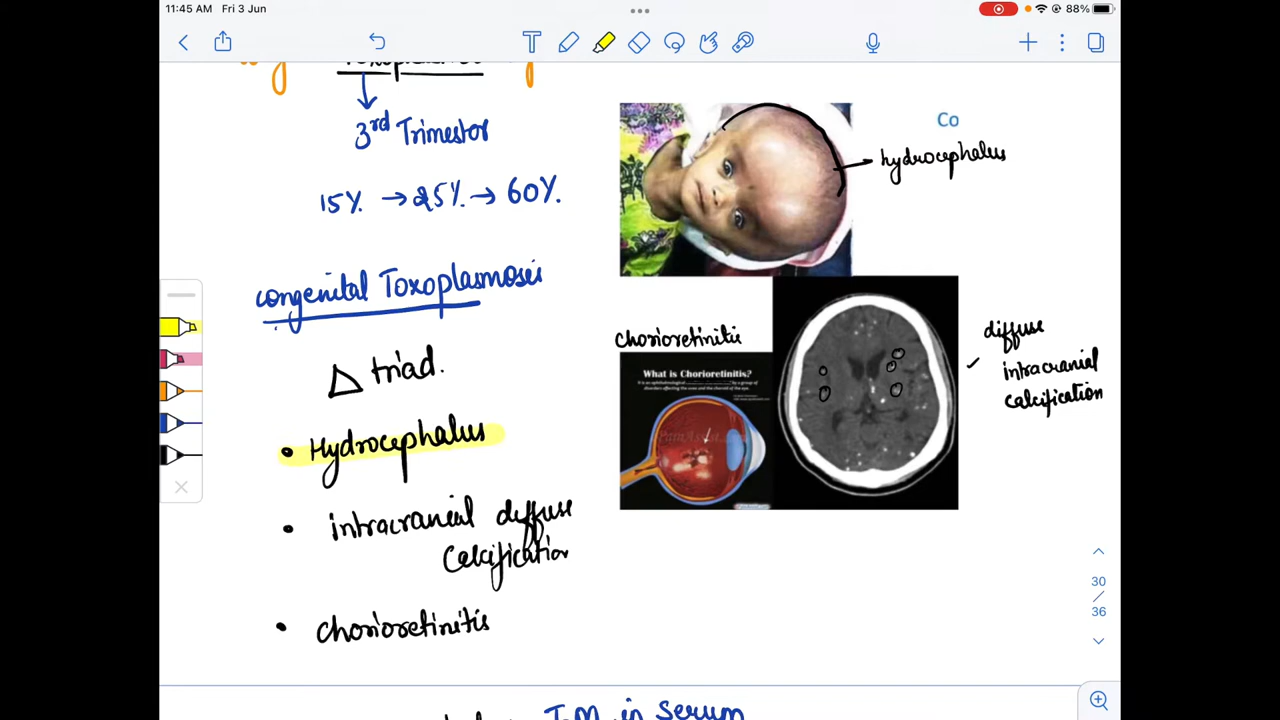 11:45 AM Fri 3 Jun
88%
3rd Trimestor
15% → 25% → 60%.
congenital Toxoplasmosis
Δ triad.
• Hydrocephalus
• intracranial diffuse
calcification
• chorioretinitis
Co
hydrocephalus
chorioretinitis
What is Chorioretinitis?
diffuse
✓ intracranial
calcification
30
/
36
IgM in serum